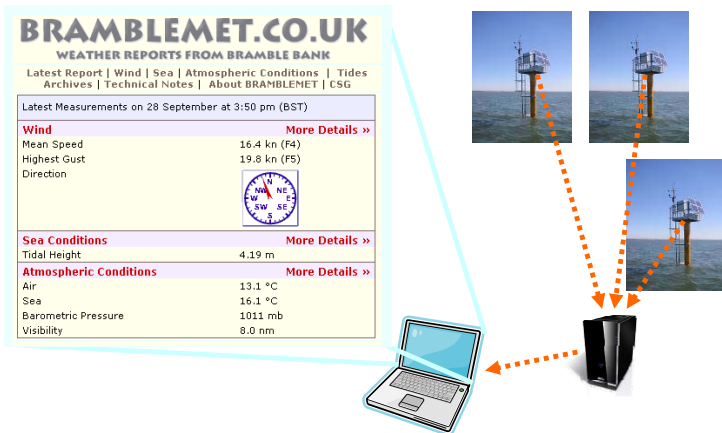 BRAMBLEMET.CO.UK
WEATHER REPORTS FROM BRAMBLE BANK
Latest Report | Wind | Sea | Atmospheric Conditions | Tides
Archives | Technical Notes | About BRAMBLEMET | CSG
Latest Measurements on 28 September at 3:50 pm (BST)
Wind More Details »
Mean Speed 16.4 kn (F4)
Highest Gust 19.8 kn (F5)
Direction
N
NW NE
W E
SW SE
S
Sea Conditions More Details »
Tidal Height 4.19 m
Atmospheric Conditions More Details »
Air 13.1 °C
Sea 16.1 °C
Barometric Pressure 1011 mb
Visibility 8.0 nm